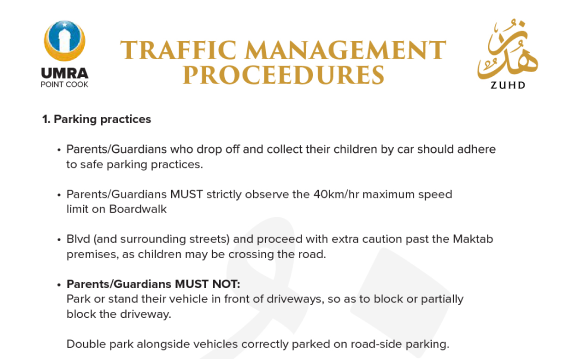 UMRA
POINT COOK
TRAFFIC MANAGEMENT
PROCEEDURES
ZUHD
1. Parking practices
• Parents/Guardians who drop off and collect their children by car should adhere
to safe parking practices.
• Parents/Guardians MUST strictly observe the 40km/hr maximum speed
limit on Boardwalk
• Blvd (and surrounding streets) and proceed with extra caution past the Maktab
premises, as children may be crossing the road.
• Parents/Guardians MUST NOT:
Park or stand their vehicle in front of driveways, so as to block or partially
block the driveway.
Double park alongside vehicles correctly parked on road-side parking.